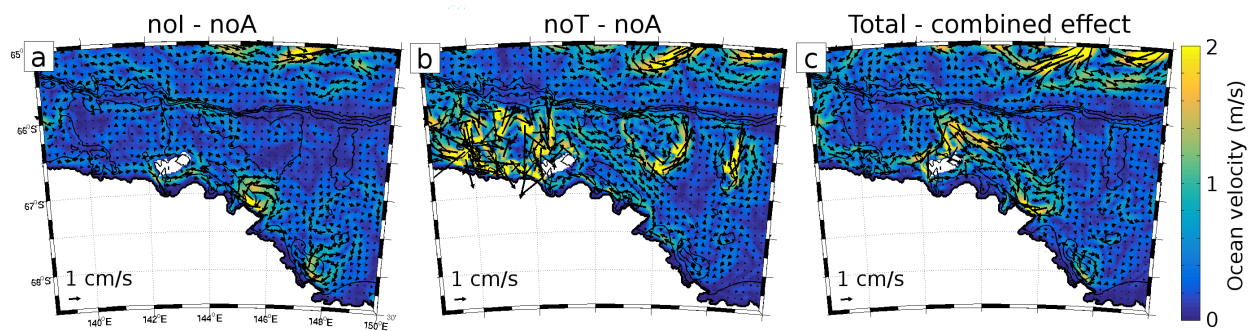 noI - noA
noT - noA
Total - combined effect
a
b
c
65°
66°S
67°S
68°S
1 cm/s
1 cm/s
1 cm/s
140°E
142°E
144°E
146°E
148°E
150°E
30'
2
1
0
Ocean velocity (m/s)